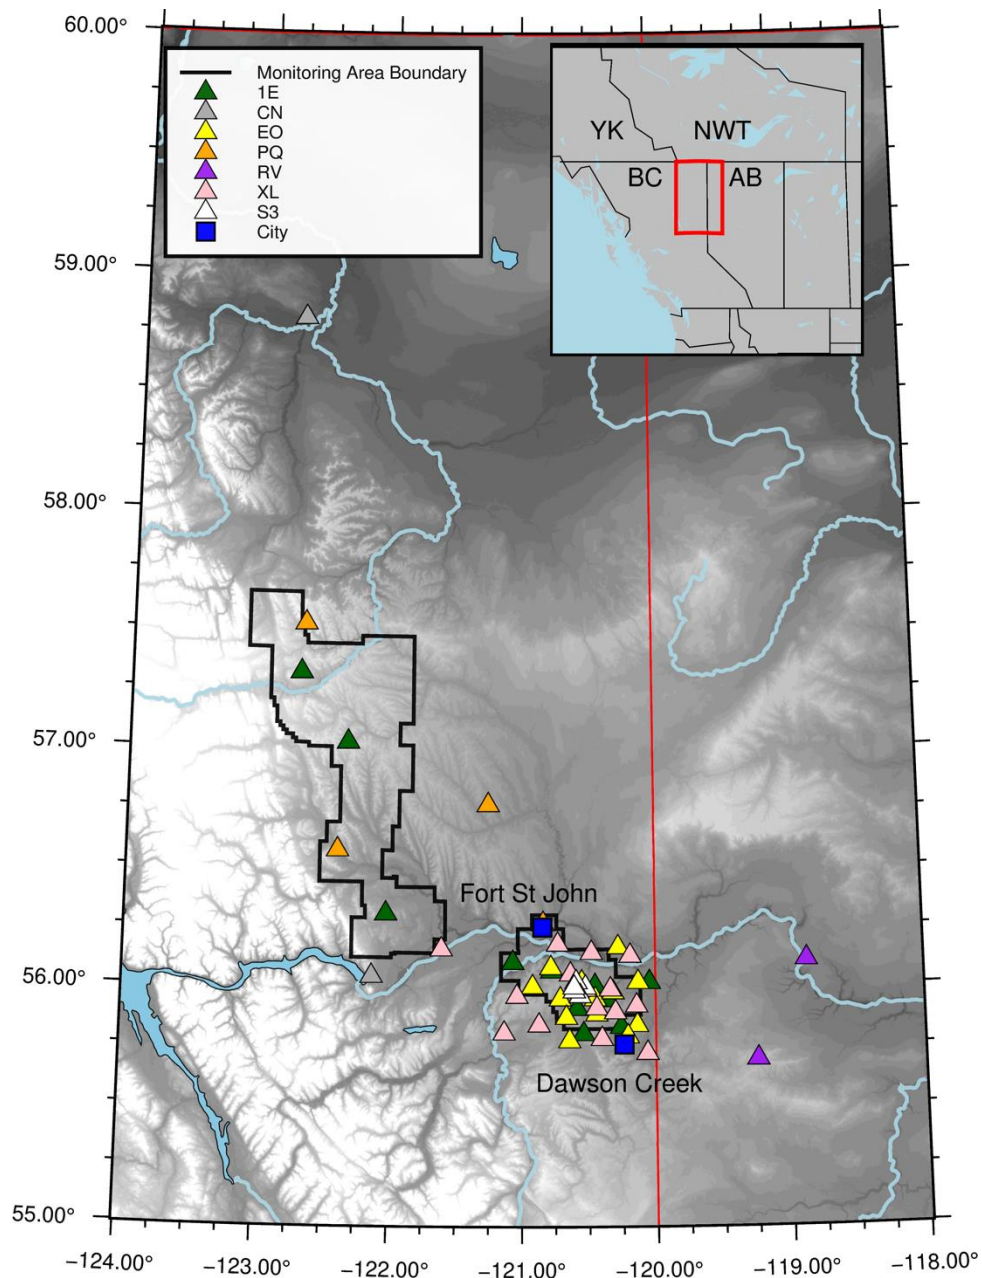 60.00°
Monitoring Area Boundary
1E
CN
EO
PQ
RV
XL
S3
City
YK
NWT
BC
AB
59.00°
58.00°
57.00°
Fort St John
56.00°
Dawson Creek
55.00°
−124.00°
−123.00°
−122.00°
−121.00°
−120.00°
−119.00°
−118.00°